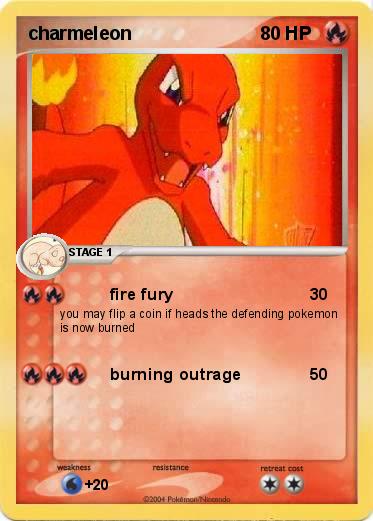 charmeleon 80 HP
STAGE 1
fire fury 30
you may flip a coin if heads the defending pokemon
is now burned
burning outrage 50
weakness resistance retreat cost
+20
©2004 Pokémon/Nintendo